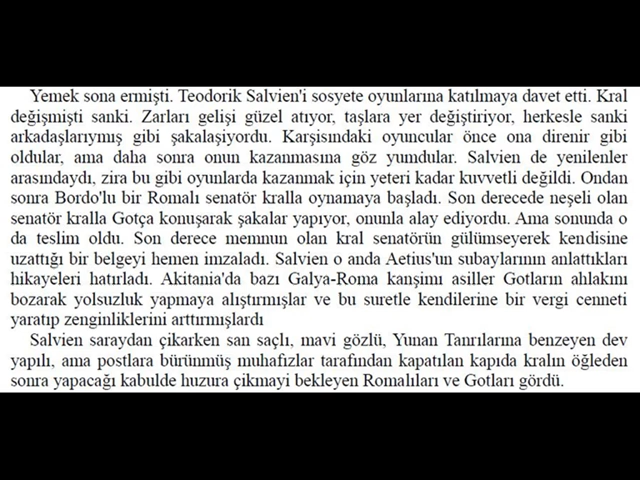 Yemek sona ermişti. Teodorik Salvien'i sosyete oyunlarına katılmaya davet etti. Kral
değişmişti sanki. Zarları gelişi güzel atıyor, taşlara yer değiştiriyor, herkesle sanki
arkadaşlarıymış gibi şakalaşiyordu. Karşisındaki oyuncular önce ona direnir gibi
oldular, ama daha sonra onun kazanmasına göz yumdular. Salvien de yenilenler
arasındaydı, zira bu gibi oyunlarda kazanmak için yeteri kadar kuvvetli değildi. Ondan
sonra Bordo'lu bir Romalı senatör kralla oynamaya başladı. Son derecede neşeli olan
senatör kralla Gotça konuşarak şakalar yapıyor, onunla alay ediyordu. Ama sonunda o
da teslim oldu. Son derece memnun olan kral senatörün gülümseyerek kendisine
uzattığı bir belgeyi hemen imzaladı. Salvien o anda Aetius'un subaylarının anlattıkları
hikayeleri hatırladı. Akitania'da bazı Galya-Roma kanşimı asiller Gotların ahlakını
bozarak yolsuzluk yapmaya alıştırmışlar ve bu suretle kendilerine bir vergi cenneti
yaratıp zenginliklerini arttırmışlardı
Salvien saraydan çikarken san saçlı, mavi gözlü, Yunan Tanrılarına benzeyen dev
yapılı, ama postlara bürünmüş muhafızlar tarafından kapatılan kapıda kralın öğleden
sonra yapacağı kabulde huzura çikmayi bekleyen Romalıları ve Gotları gördü.